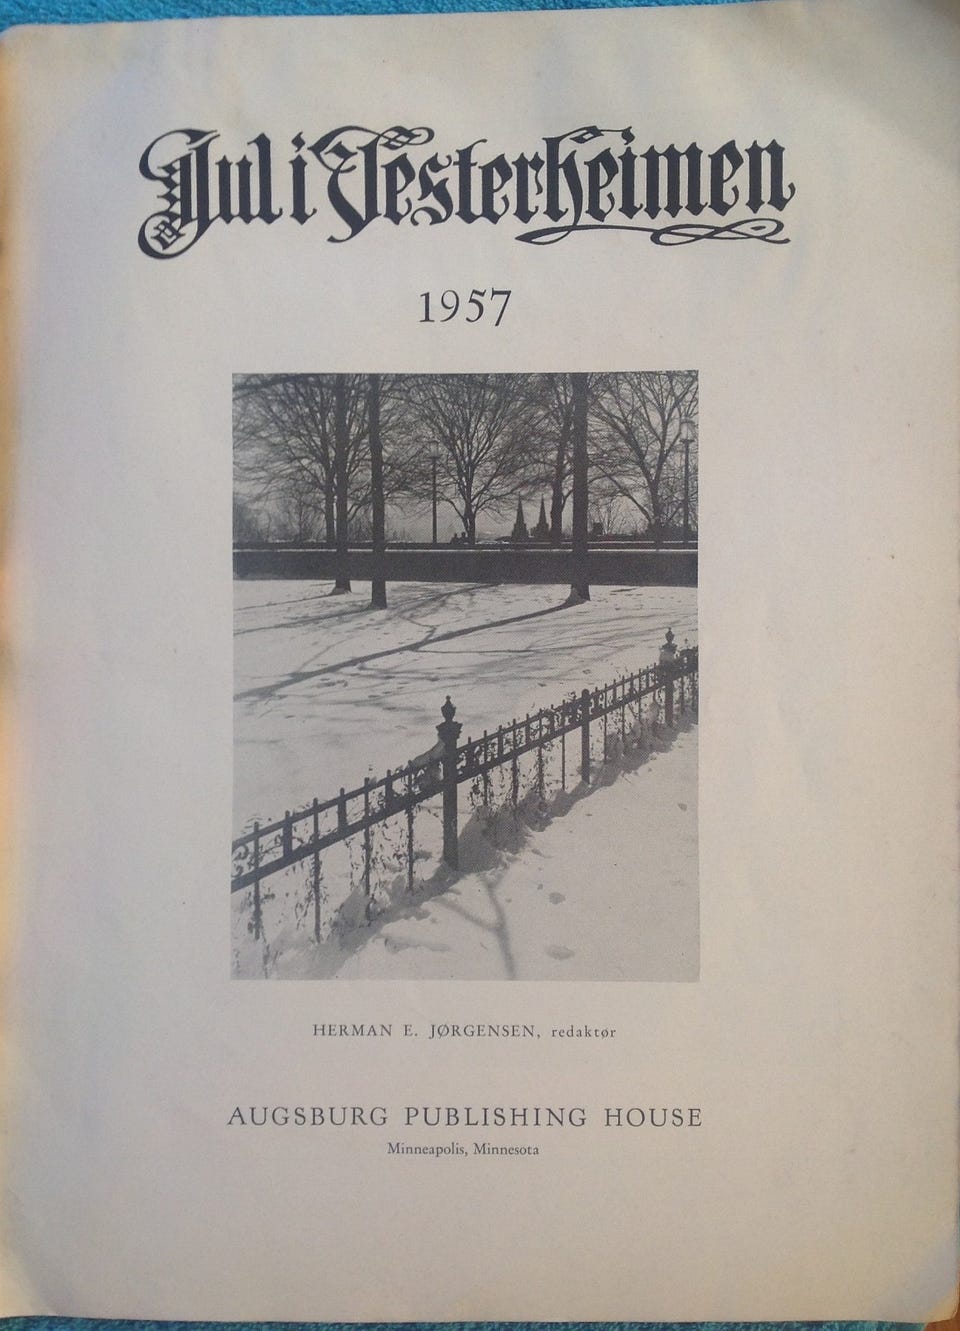 Jul i Vesterheimen
1957
HERMAN E. JØRGENSEN, redaktør
AUGSBURG PUBLISHING HOUSE
Minneapolis, Minnesota